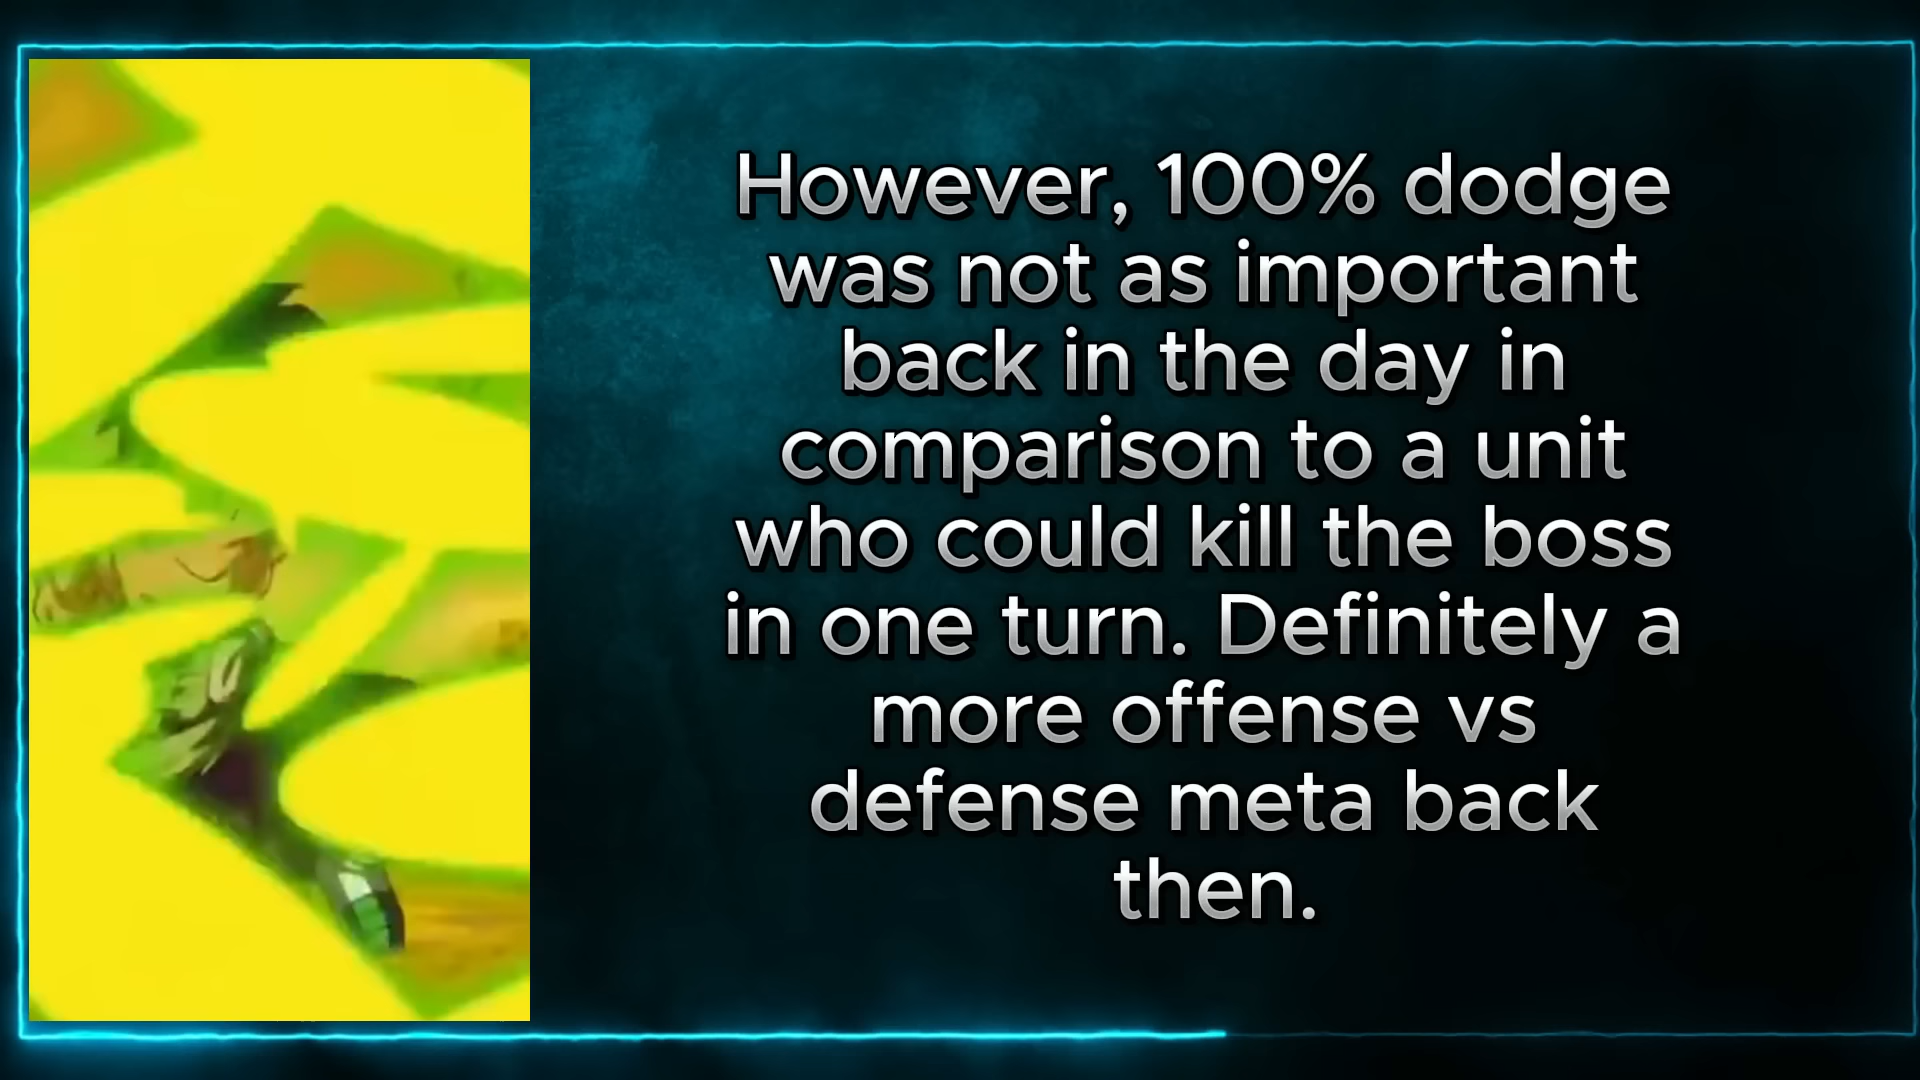 However, 100% dodge
was not as important
back in the day in
comparison to a unit
who could kill the boss
in one turn. Definitely a
more offense vs
defense meta back
then.